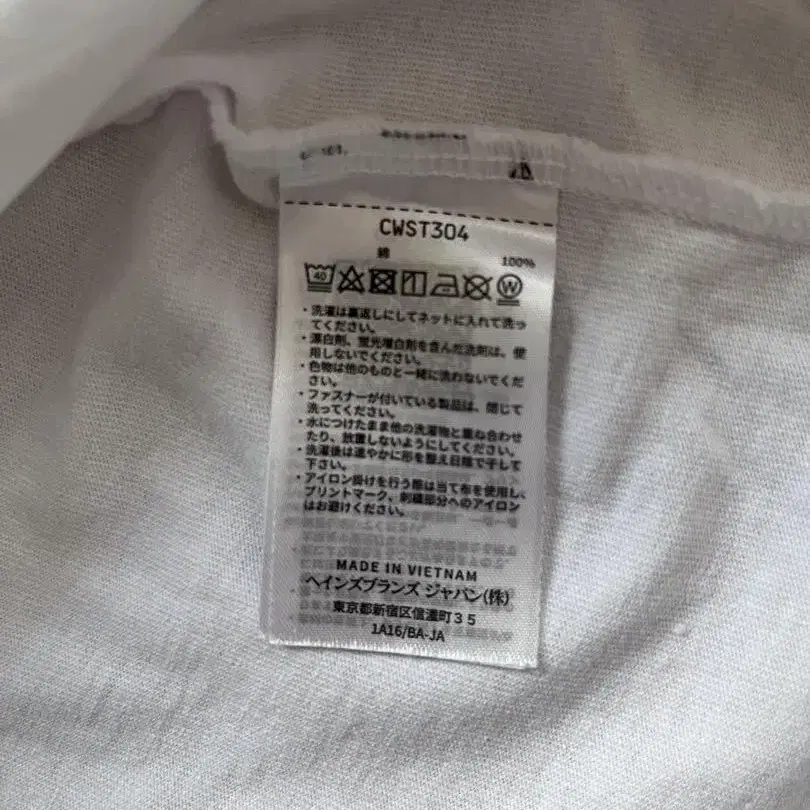 CWST304
綿 100%
40
W
・洗濯は裏返しにしてネットに入れて洗っ
てください。
・漂白剤、蛍光増白剤を含んだ洗剤は、使
用しないでください。
・色物は他のものと一緒に洗わないでくだ
さい。
・ファスナーが付いている製品は、閉じて
洗ってください。
・水につけたまま他の洗濯物と重ね合わせ
たり、放置しないようにしてください。
・洗濯後は速やかに形を整え日陰で干して
下さい。
・アイロン掛けを行う際は当て布を使用し、
プリントマーク、刺繍部分へのアイロン
はお避けください。
MADE IN VIETNAM
ヘインズブランズ ジャパン(株)
東京都新宿区信濃町35
1A16/BA-JA